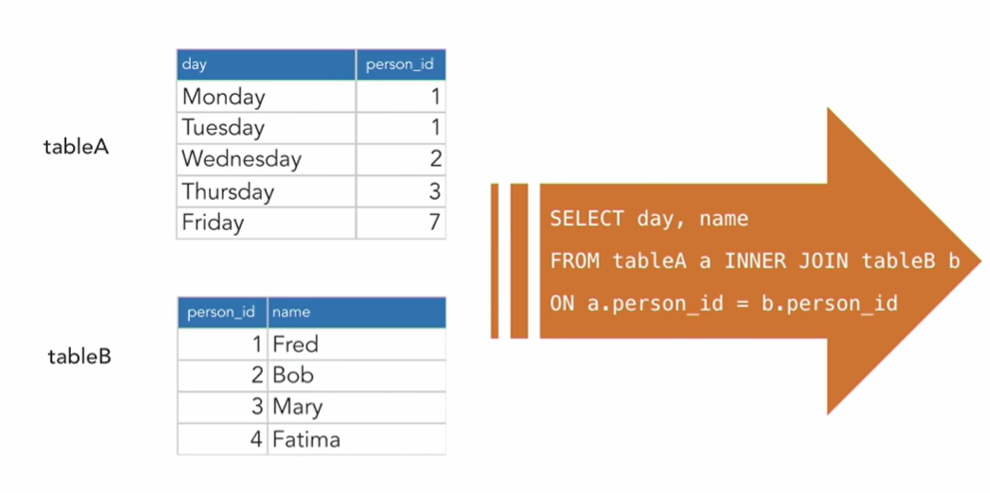 tableA
day person_id
Monday 1
Tuesday 1
Wednesday 2
Thursday 3
Friday 7
tableB
person_id name
1 Fred
2 Bob
3 Mary
4 Fatima
SELECT day, name
FROM tableA a INNER JOIN tableB b
ON a.person_id = b.person_id